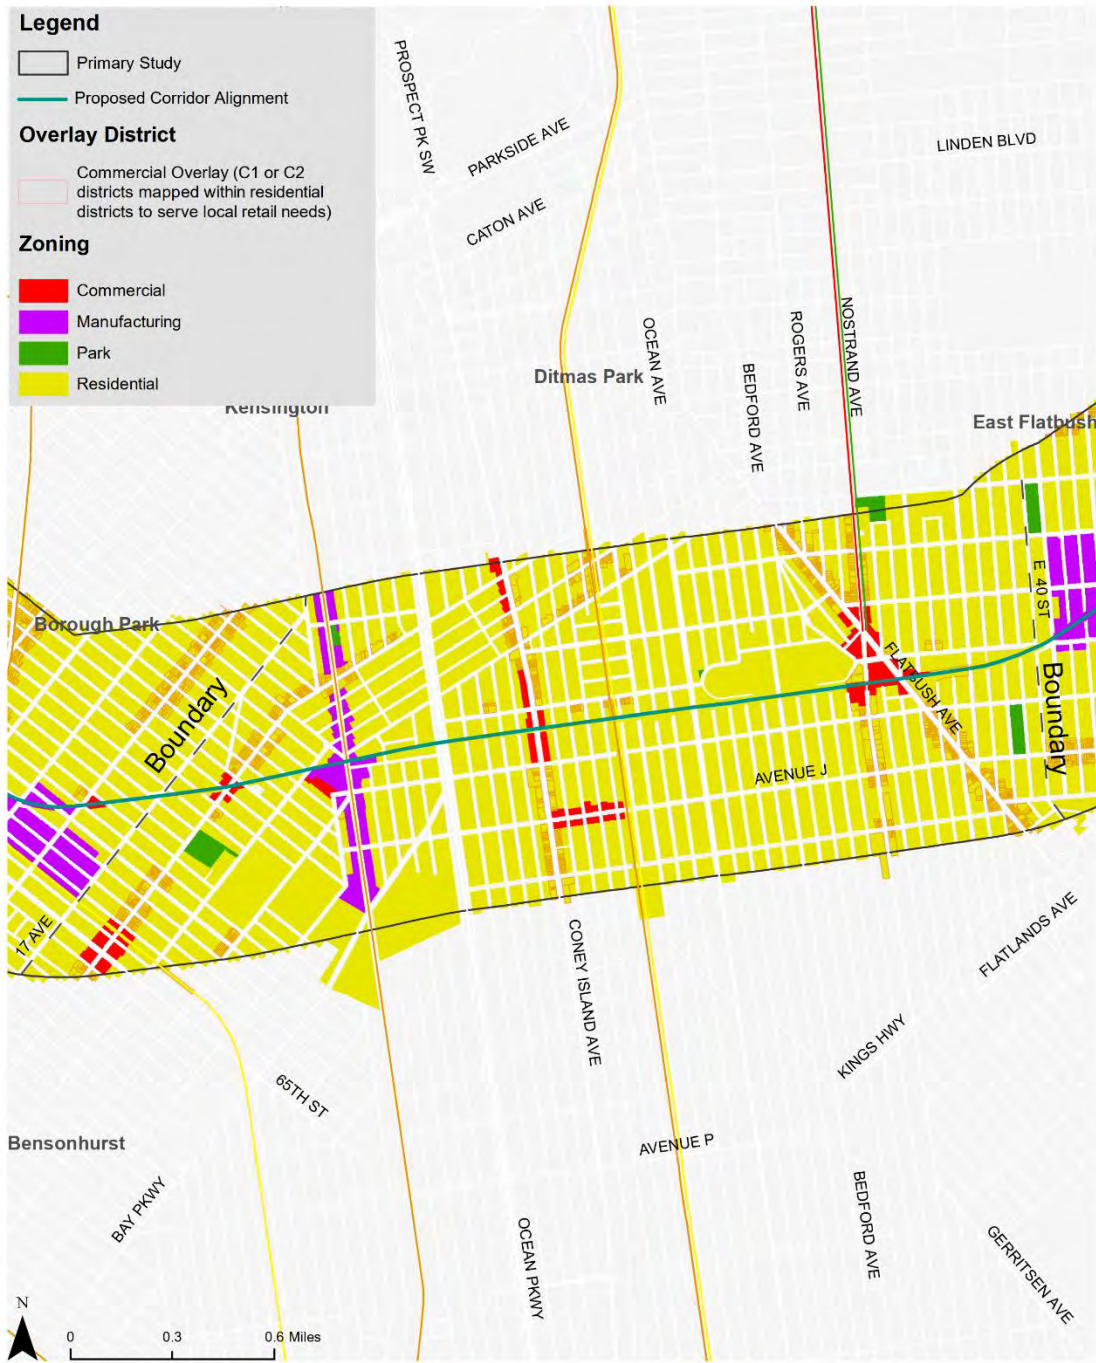 Legend
Primary Study
Proposed Corridor Alignment
Overlay District
Commercial Overlay (C1 or C2
districts mapped within residential
districts to serve local retail needs)
Zoning
Commercial
Manufacturing
Park
Residential
PROSPECT PK SW
PARKSIDE AVE
LINDEN BLVD
CATON AVE
OCEAN AVE
ROGERS AVE
NOSTRAND AVE
BEDFORD AVE
Ditmas Park
Kensington
East Flatbush
E 40 ST
Borough Park
Boundary
FLATBUSH AVE
Boundary
AVENUE J
17 AVE
CONEY ISLAND AVE
FLATLANDS AVE
KINGS HWY
65TH ST
Bensonhurst
AVENUE P
BAY PKWY
OCEAN PKWY
BEDFORD AVE
GERRITSEN AVE
N
0 0.3 0.6 Miles